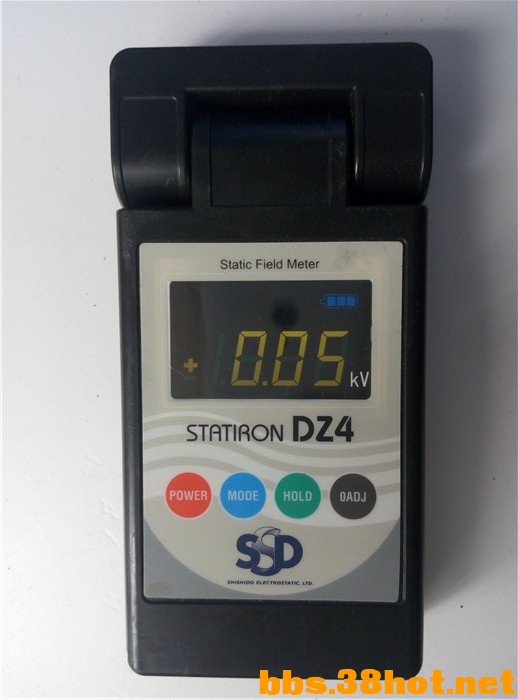 Static Field Meter
+ 0.05 kV
STATIRON DZ4
POWER MODE HOLD 0ADJ
SSD
SHISHIDO ELECTROSTATIC, LTD.
bbs.38hot.net